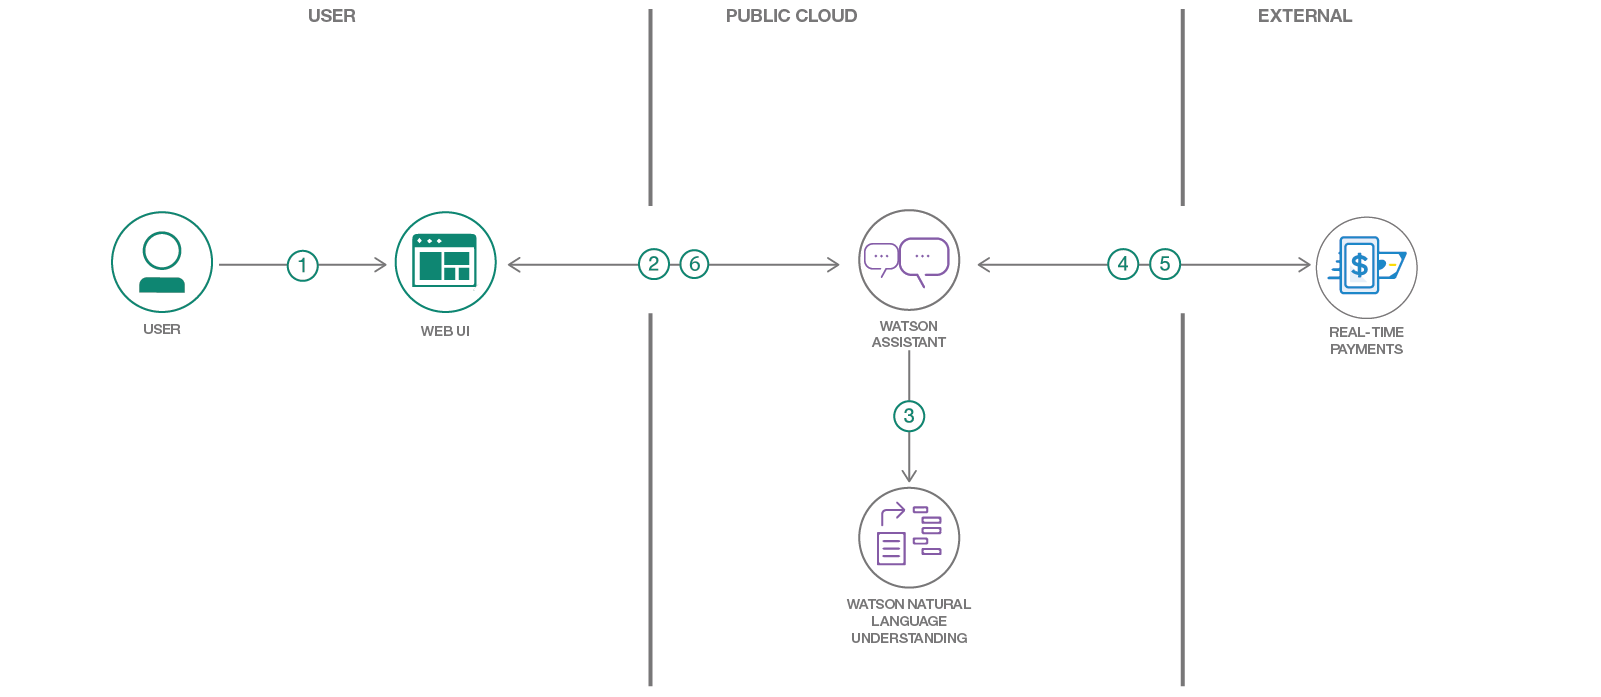 USER
PUBLIC CLOUD
EXTERNAL
1
2
6
4
5
$
USER
WEB UI
WATSON
ASSISTANT
REAL-TIME
PAYMENTS
3
WATSON NATURAL
LANGUAGE
UNDERSTANDING